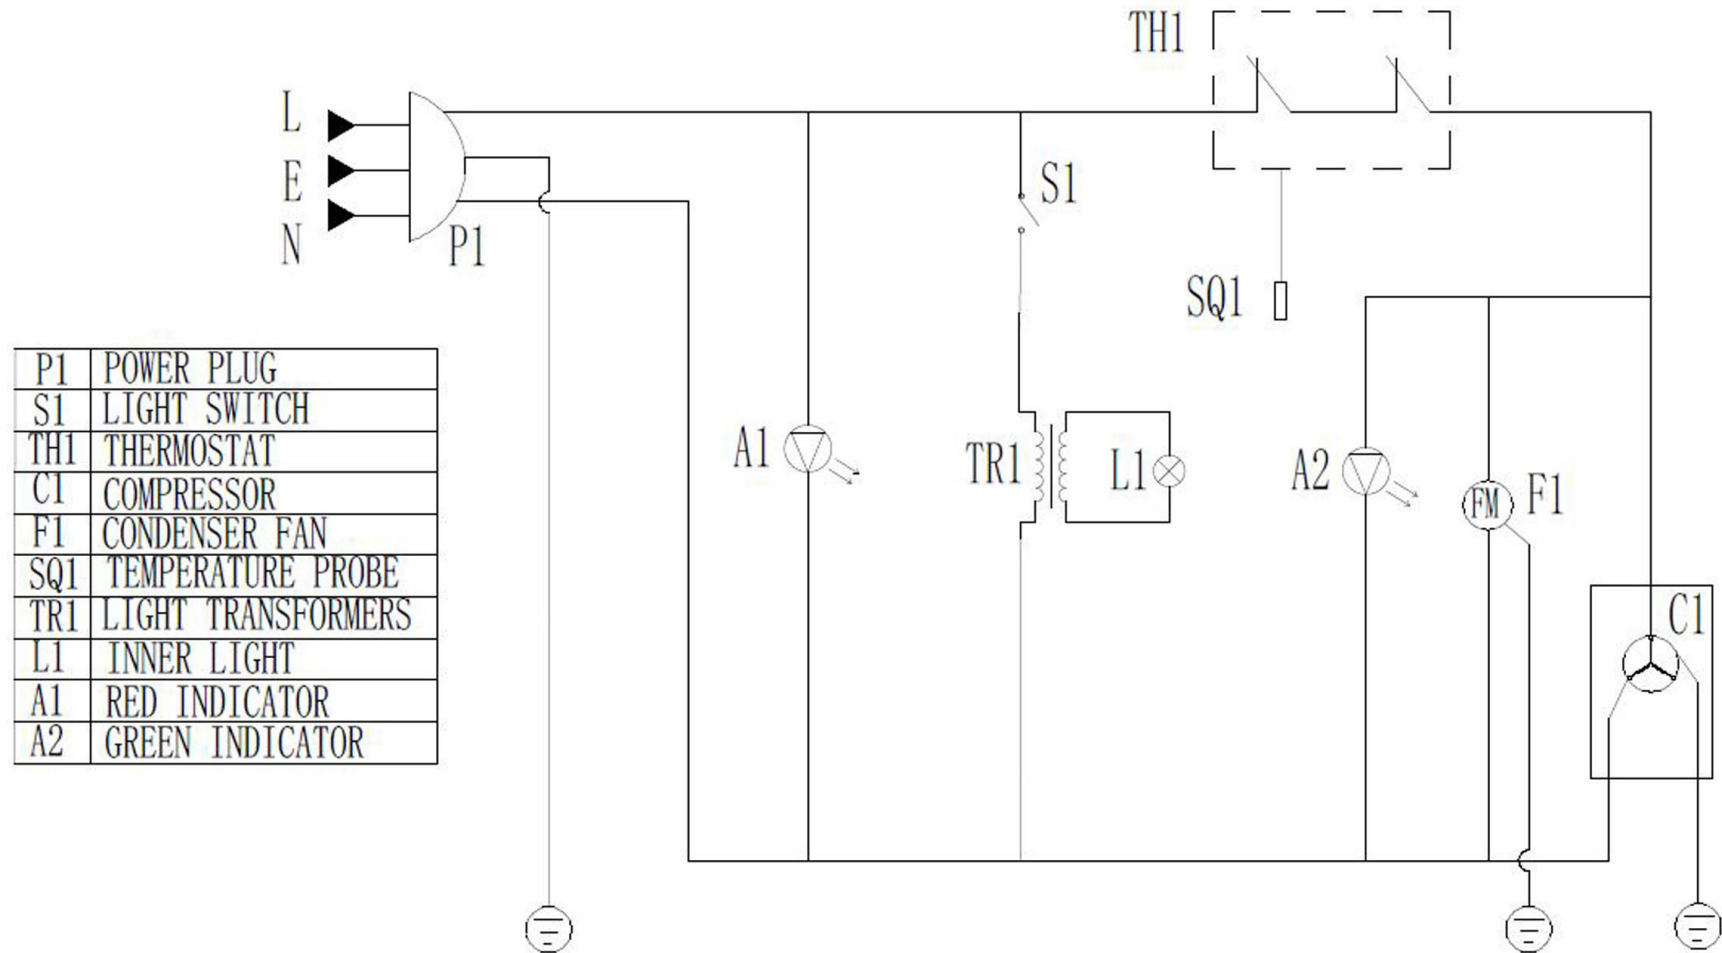 TH1
L
E
N
P1
S1
SQ1
A1
TR1
L1
A2
FM
F1
C1
P1 POWER PLUG
S1 LIGHT SWITCH
TH1 THERMOSTAT
C1 COMPRESSOR
F1 CONDENSER FAN
SQ1 TEMPERATURE PROBE
TR1 LIGHT TRANSFORMERS
L1 INNER LIGHT
A1 RED INDICATOR
A2 GREEN INDICATOR